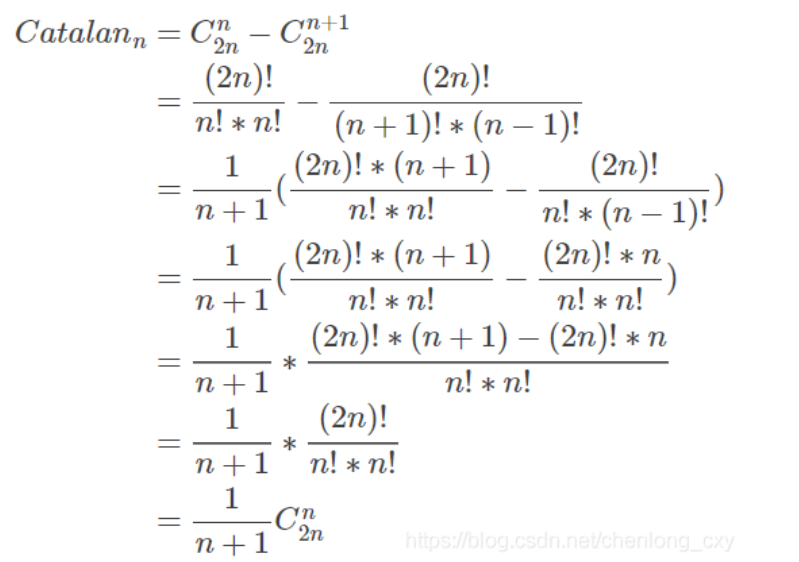 Catalan_n = C_{2n}^{n} − C_{2n}^{n+1}
= \frac{(2n)!}{n! * n!} − \frac{(2n)!}{(n + 1)! * (n − 1)!}
= \frac{1}{n + 1}(\frac{(2n)! * (n + 1)}{n! * n!} − \frac{(2n)!}{n! * (n − 1)!})
= \frac{1}{n + 1}(\frac{(2n)! * (n + 1)}{n! * n!} − \frac{(2n)! * n}{n! * n!})
= \frac{1}{n + 1} * \frac{(2n)! * (n + 1) − (2n)! * n}{n! * n!}
= \frac{1}{n + 1} * \frac{(2n)!}{n! * n!}
= \frac{1}{n + 1}C_{2n}^{n}
https://blog.csdn.net/chenlong_cxy